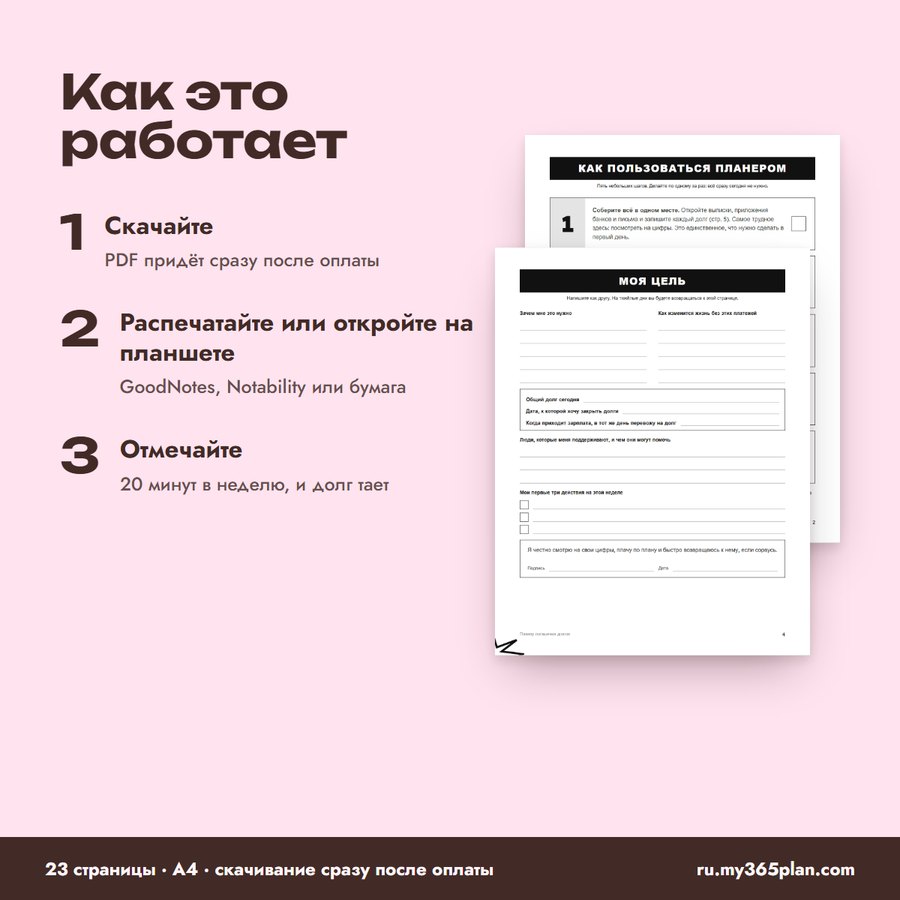 Как это
работает
1
Скачайте
PDF придёт сразу после оплаты
2
Распечатайте или откройте на
планшете
GoodNotes, Notability или бумага
3
Отмечайте
20 минут в неделю, и долг тает
КАК ПОЛЬЗОВАТЬСЯ ПЛАНЕРОМ
Пять небольших шагов. Делайте по одному за раз: всё сразу сегодня не нужно.
1
Соберите всё в одном месте. Откройте выписки, приложения
банков и письма и запишите каждый долг (стр. 5). Самое трудное
здесь: посмотреть на цифры. Это единственное, что нужно сделать в
первый день.
2
МОЯ ЦЕЛЬ
Напишите как другу. На тяжёлые дни вы будете возвращаться к этой странице.
Зачем мне это нужно
Как изменится жизнь без этих платежей
Общий долг сегодня
Дата, к которой хочу закрыть долги
Когда приходит зарплата, в тот же день перевожу на долг
Люди, которые меня поддерживают, и чем они могут помочь
Мои первые три действия на этой неделе
Я честно смотрю на свои цифры, плачу по плану и быстро возвращаюсь к нему, если сорвусь.
Подпись
Дата
Планер погашения долгов
4
23 страницы · А4 · скачивание сразу после оплаты
ru.my365plan.com